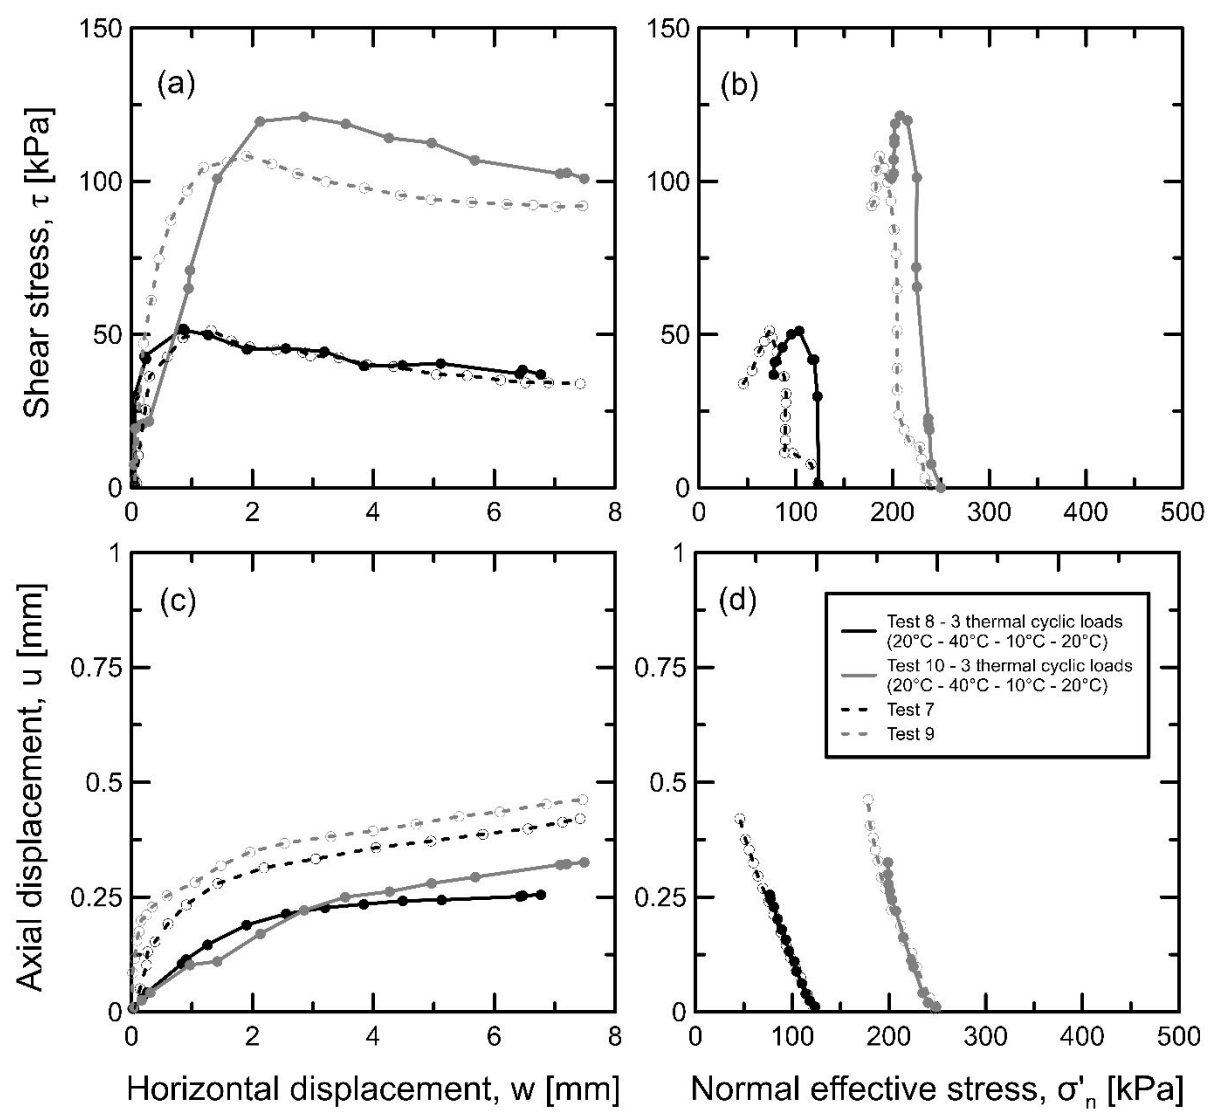 150
100
50
0
Shear stress, τ [kPa]
(a)
0 2 4 6 8
(b)
0 100 200 300 400 500
1
0.75
0.5
0.25
0
Axial displacement, u [mm]
(c)
0 2 4 6 8
Horizontal displacement, w [mm]
1
0.75
0.5
0.25
0
(d)
Test 8 - 3 thermal cyclic loads
(20°C - 40°C - 10°C - 20°C)
Test 10 - 3 thermal cyclic loads
(20°C - 40°C - 10°C - 20°C)
Test 7
Test 9
0 100 200 300 400 500
Normal effective stress, σ'n [kPa]